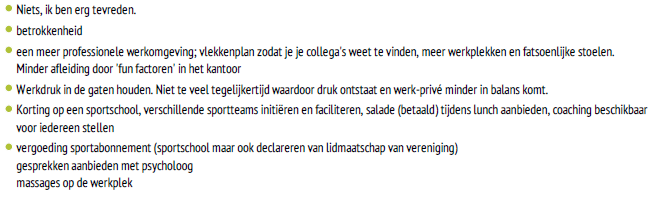 Niets, ik ben erg tevreden.
betrokkenheid
een meer professionele werkomgeving; vlekkenplan zodat je je collega's weet te vinden, meer werkplekken en fatsoenlijke stoelen.
Minder afleiding door 'fun factoren' in het kantoor
Werkdruk in de gaten houden. Niet te veel tegelijkertijd waardoor druk ontstaat en werk-privé minder in balans komt.
Korting op een sportschool, verschillende sportteams initiëren en faciliteren, salade (betaald) tijdens lunch aanbieden, coaching beschikbaar
voor iedereen stellen
vergoeding sportabonnement (sportschool maar ook declareren van lidmaatschap van vereniging)
gesprekken aanbieden met psycholoog
massages op de werkplek